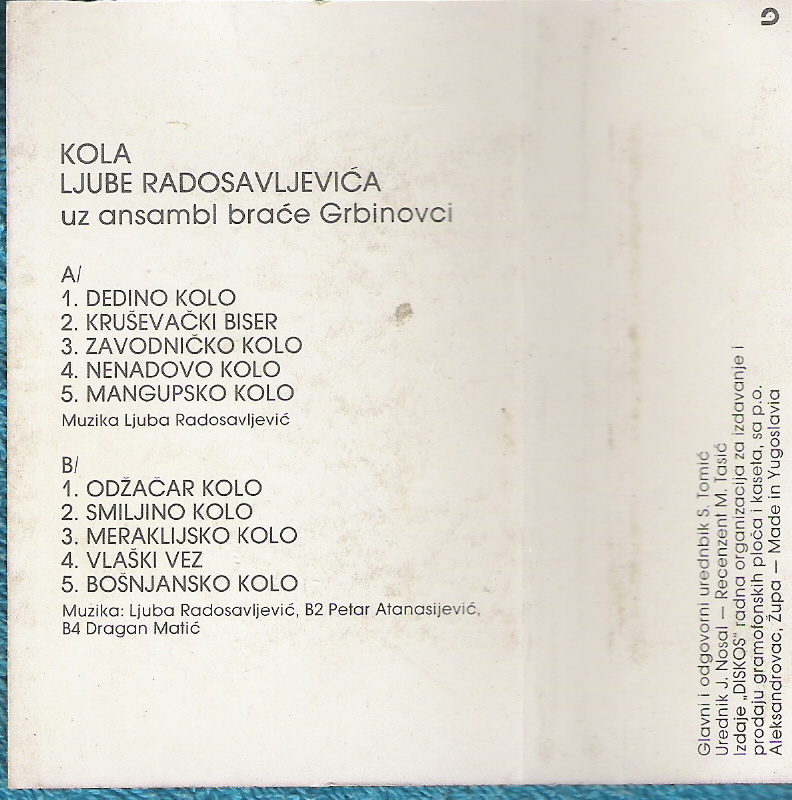 KOLA
LJUBE RADOSAVLJEVIĆA
uz ansambl braće Grbinovci
A/
1. DEDINO KOLO
2. KRUŠEVAČKI BISER
3. ZAVODNIČKO KOLO
4. NENADOVO KOLO
5. MANGUPSKO KOLO
Muzika Ljuba Radosavljević
B/
1. ODŽAČAR KOLO
2. SMILJINO KOLO
3. MERAKLIJSKO KOLO
4. VLAŠKI VEZ
5. BOŠNJANSKO KOLO
Muzika: Ljuba Radosavljević, B2 Petar Atanasijević,
B4 Dragan Matić
Glavni i odgovorni urednbik S. Tomić
Urednik J. Nosal — Recenzent M. Tasić
Izdaje „DISKOS“ radna organizacija za izdavanje i
prodaju gramofonskih ploča i kaseta, sa p.o.
Aleksandrovac, Župa — Made in Yugoslavia